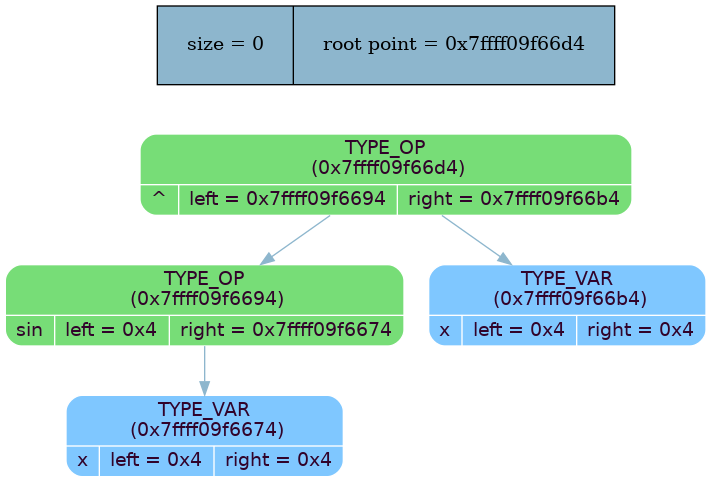 size = 0 root point = 0x7ffff09f66d4
TYPE_OP
(0x7ffff09f66d4)
^ left = 0x7ffff09f6694 right = 0x7ffff09f66b4
TYPE_OP
(0x7ffff09f6694)
sin left = 0x4 right = 0x7ffff09f6674
TYPE_VAR
(0x7ffff09f66b4)
x left = 0x4 right = 0x4
TYPE_VAR
(0x7ffff09f6674)
x left = 0x4 right = 0x4